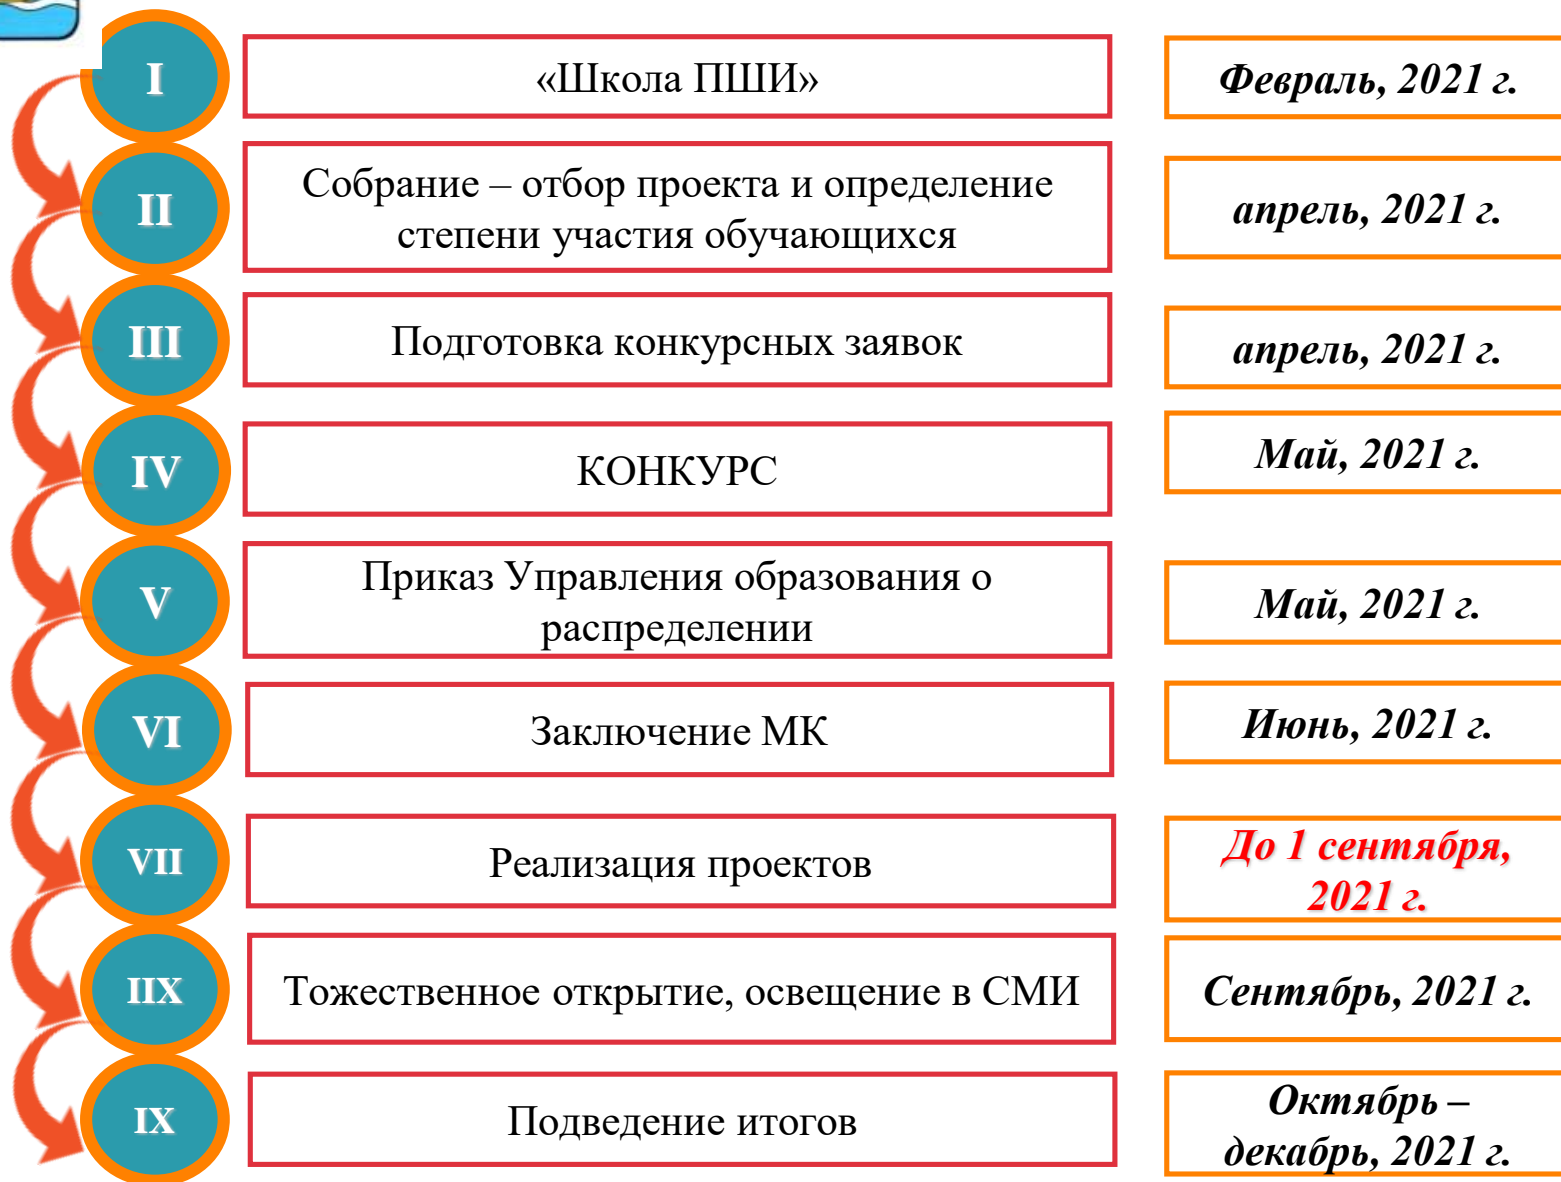 I
«Школа ПШИ»
Февраль, 2021 г.
II
Собрание – отбор проекта и определение
степени участия обучающихся
апрель, 2021 г.
III
Подготовка конкурсных заявок
апрель, 2021 г.
IV
КОНКУРС
Май, 2021 г.
V
Приказ Управления образования о
распределении
Май, 2021 г.
VI
Заключение МК
Июнь, 2021 г.
VII
Реализация проектов
До 1 сентября,
2021 г.
IIX
Тожественное открытие, освещение в СМИ
Сентябрь, 2021 г.
IX
Подведение итогов
Октябрь –
декабрь, 2021 г.